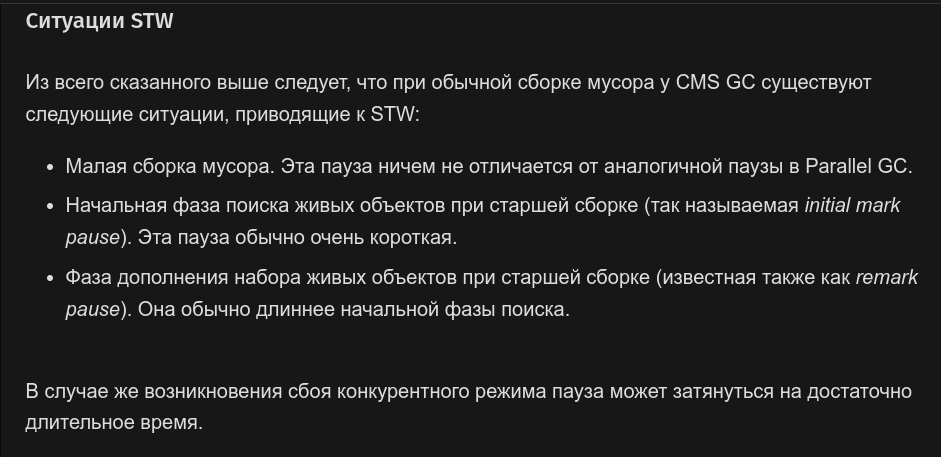 Ситуации STW
Из всего сказанного выше следует, что при обычной сборке мусора у CMS GC существуют
следующие ситуации, приводящие к STW:
• Малая сборка мусора. Эта пауза ничем не отличается от аналогичной паузы в Parallel GC.
• Начальная фаза поиска живых объектов при старшей сборке (так называемая initial mark
pause). Эта пауза обычно очень короткая.
• Фаза дополнения набора живых объектов при старшей сборке (известная также как remark
pause). Она обычно длиннее начальной фазы поиска.
В случае же возникновения сбоя конкурентного режима пауза может затянуться на достаточно
длительное время.